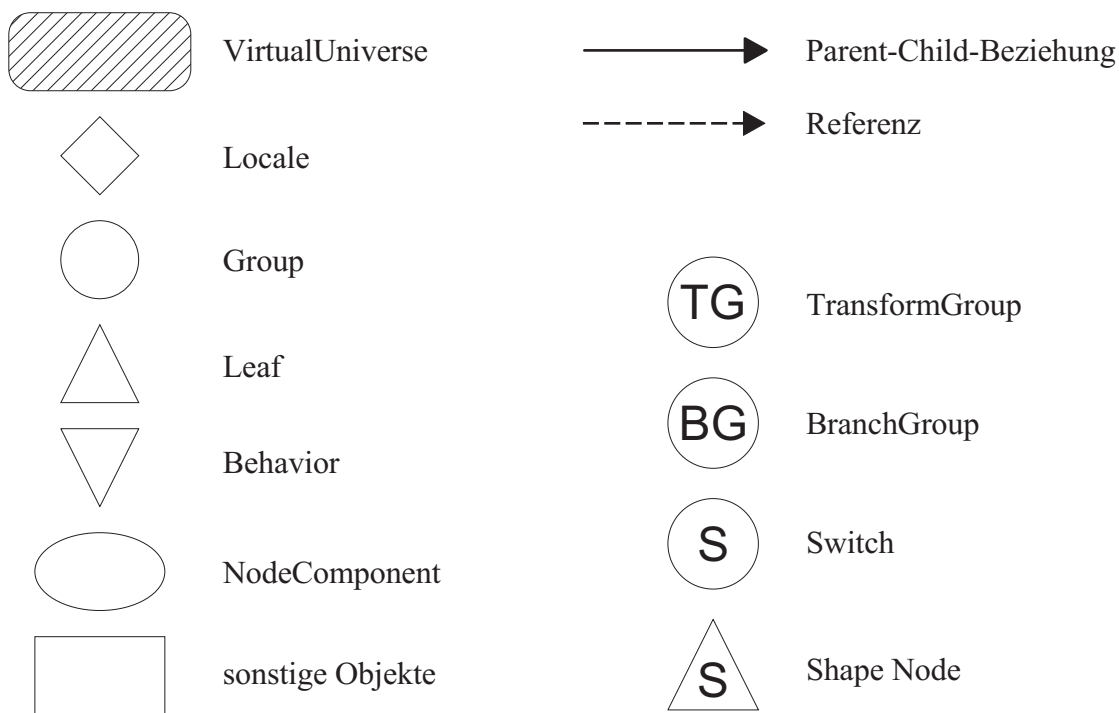 VirtualUniverse
Locale
Group
Leaf
Behavior
NodeComponent
sonstige Objekte
Parent-Child-Beziehung
Referenz
TG TransformGroup
BG BranchGroup
S Switch
S Shape Node